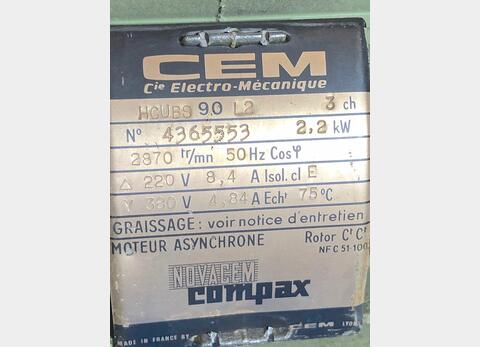 CEM
Cie Electro-Mécanique
90 L2 3 ch
N° 4365553 2,2 kW
2870 tr/mn 50 Hz Cos φ
△ 220 V 8,4 A Isol. cl E
Y 380 V 4,84 A Echt 75°C
GRAISSAGE: voir notice d'entretien
MOTEUR ASYNCHRONE Rotor Ct Ct
NFC 51-100
NOVACEM
compax
MADE IN FRANCE BY CEM LYON